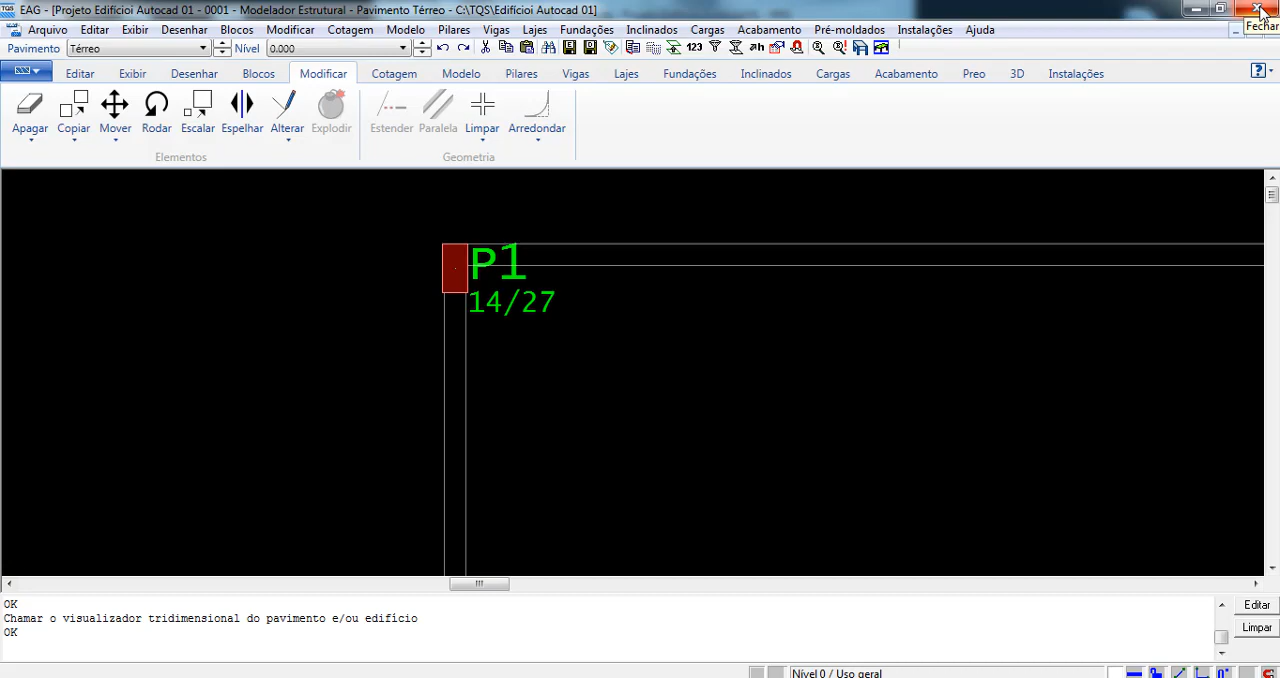 EAG - [Projeto Edifícioi Autocad 01 - 0001 - Modelador Estrutural - Pavimento Térreo - C:\TQS\Edifícioi Autocad 01]
Fechar
Arquivo Editar Exibir Desenhar Blocos Modificar Cotagem Modelo Pilares Vigas Lajes Fundações Inclinados Cargas Acabamento Pré-moldados Instalações Ajuda
Pavimento Térreo Nível 0.000 123 ah
Editar Exibir Desenhar Blocos Modificar Cotagem Modelo Pilares Vigas Lajes Fundações Inclinados Cargas Acabamento Preo 3D Instalações
Apagar Copiar Mover Rodar Escalar Espelhar Alterar Explodir Estender Paralela Limpar Arredondar
Elementos Geometria
P1
14/27
OK
Chamar o visualizador tridimensional do pavimento e/ou edifício
OK
Editar
Limpar
Nível 0 / Uso geral